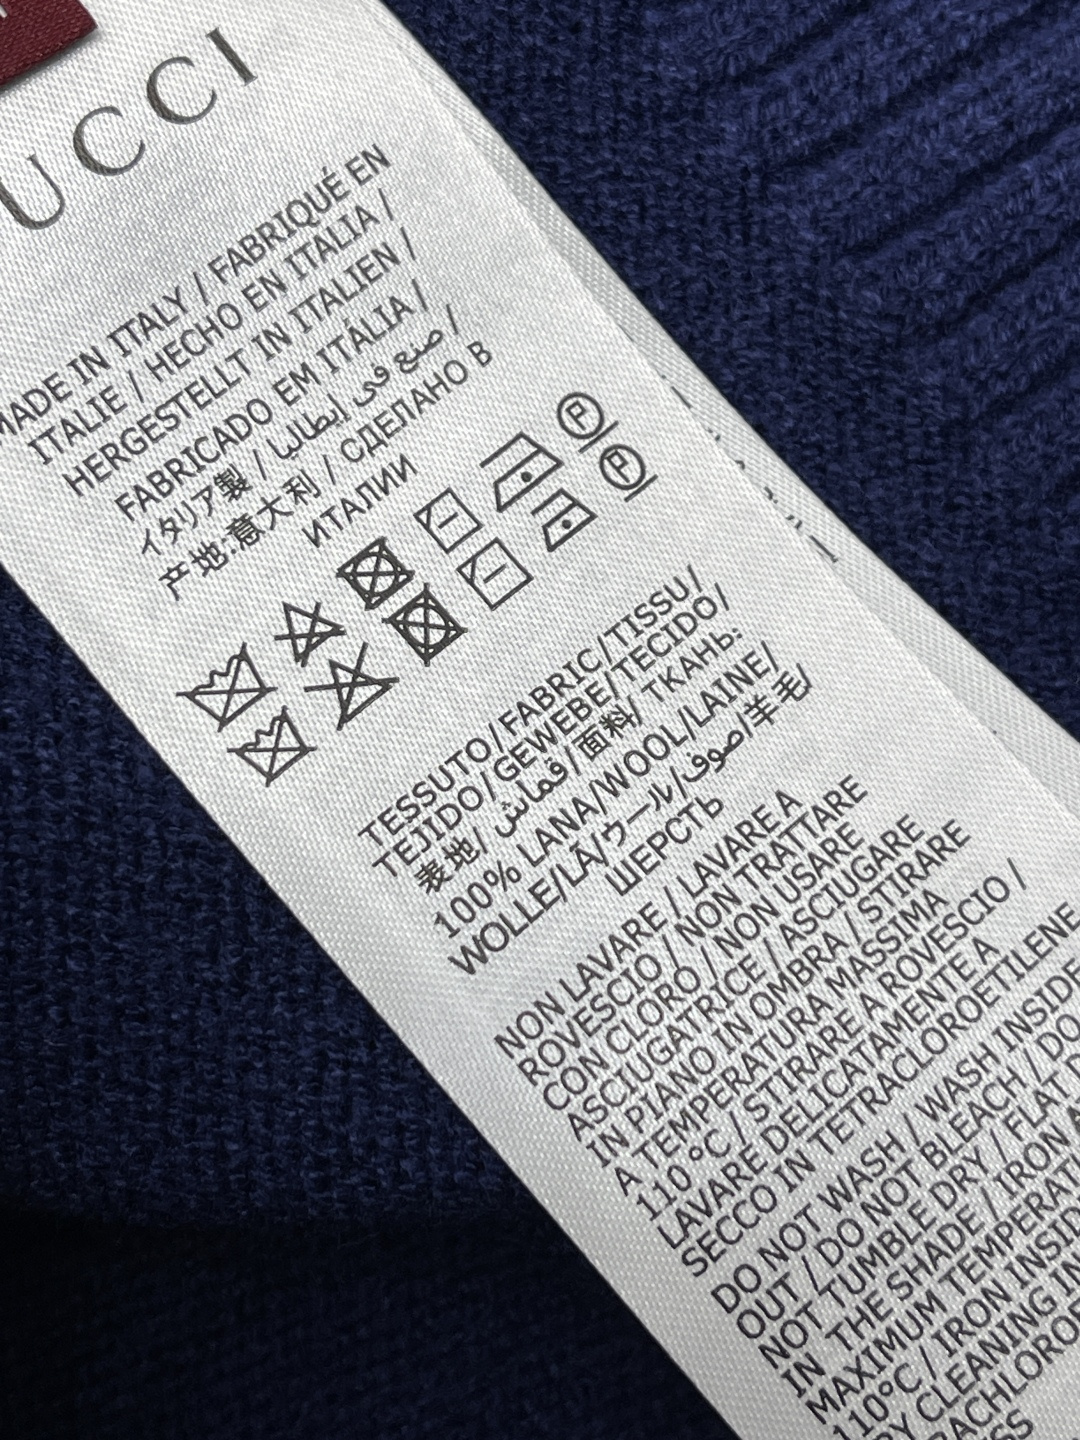 UCCI
MADE IN ITALY / FABRIQUÉ EN
ITALIE / HECHO EN ITALIA /
HERGESTELLT IN ITALIEN /
FABRICADO EM ITÁLIA /
イタリア製 / صنع في إيطاليا /
产地:意大利 / СДЕЛАНО В
ИТАЛИИ
P
P
TESSUTO/FABRIC/TISSU/
TEJIDO/GEWEBE/TECIDO/
表地/قماش/面料/ ТКАНЬ:
100% LANA/WOOL/LAINE/
WOLLE/LÃ/ウール/صوف/羊毛/
ШЕРСТЬ
NON LAVARE / LAVARE A
ROVESCIO / NON TRATTARE
CON CLORO / NON USARE
ASCIUGATRICE / ASCIUGARE
IN PIANO IN OMBRA / STIRARE
A TEMPERATURA MASSIMA
110 °C / STIRARE A ROVESCIO /
LAVARE DELICATAMENTE A
SECCO IN TETRACLOROETILENE
DO NOT WASH / WASH INSIDE
OUT / DO NOT BLEACH / DO
NOT TUMBLE DRY / FLAT
IN THE SHADE / IRON
MAXIMUM
110°C / IRON
CLEANING IN